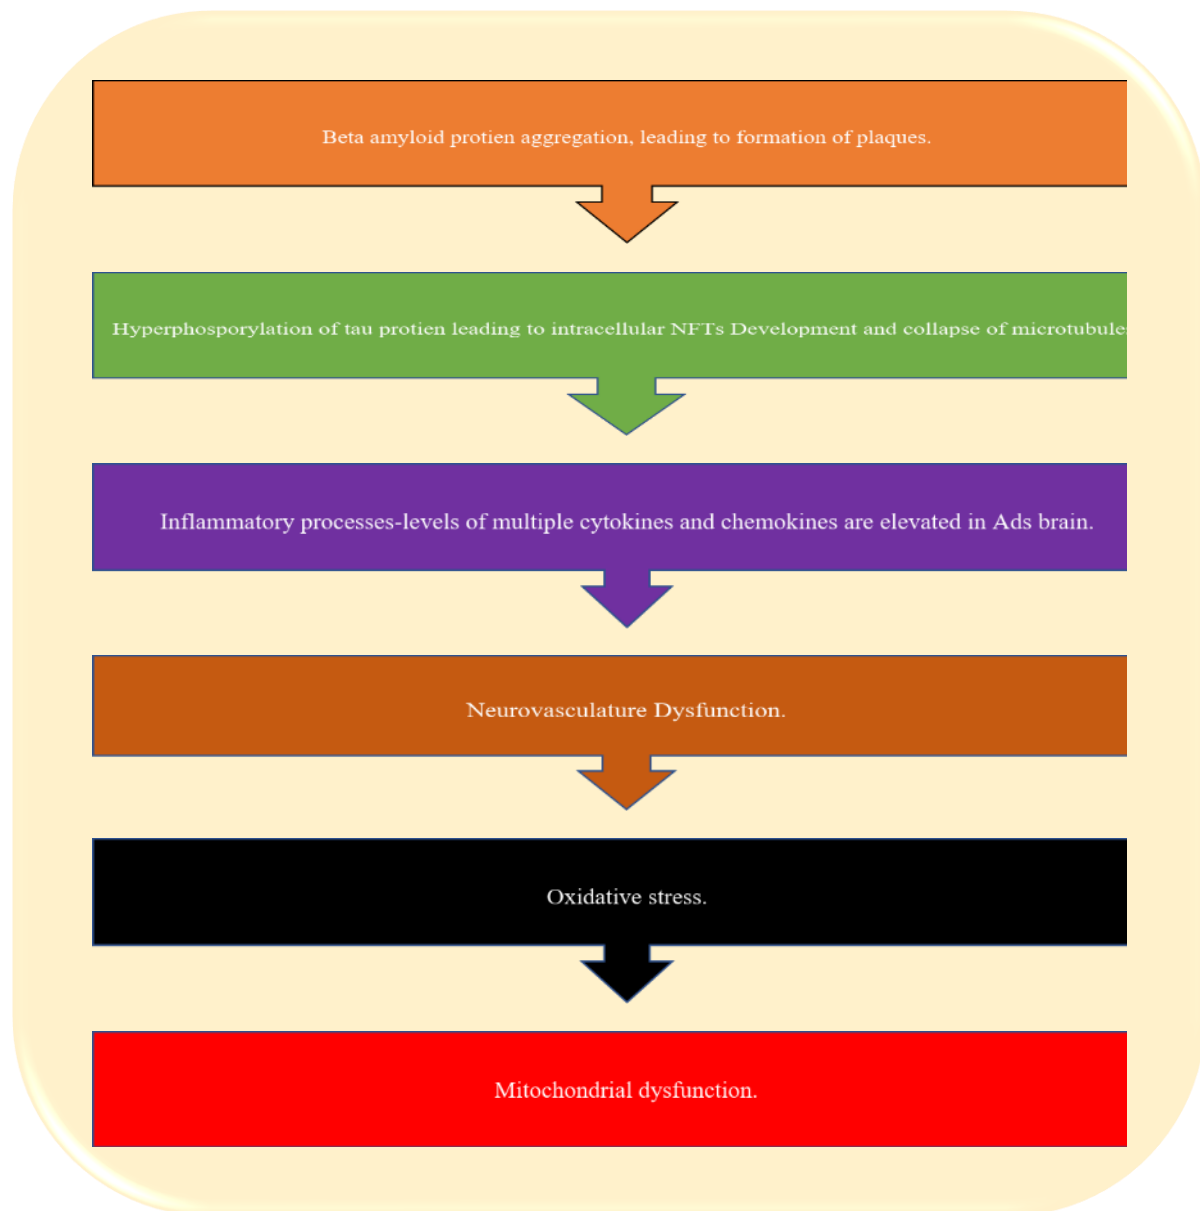 Beta amyloid protien aggregation, leading to formation of plaques.
Hyperphosporylation of tau protien leading to intracellular NFTs Development and collapse of microtubule
Inflammatory processes-levels of multiple cytokines and chemokines are elevated in Ads brain.
Neurovasculature Dysfunction.
Oxidative stress.
Mitochondrial dysfunction.